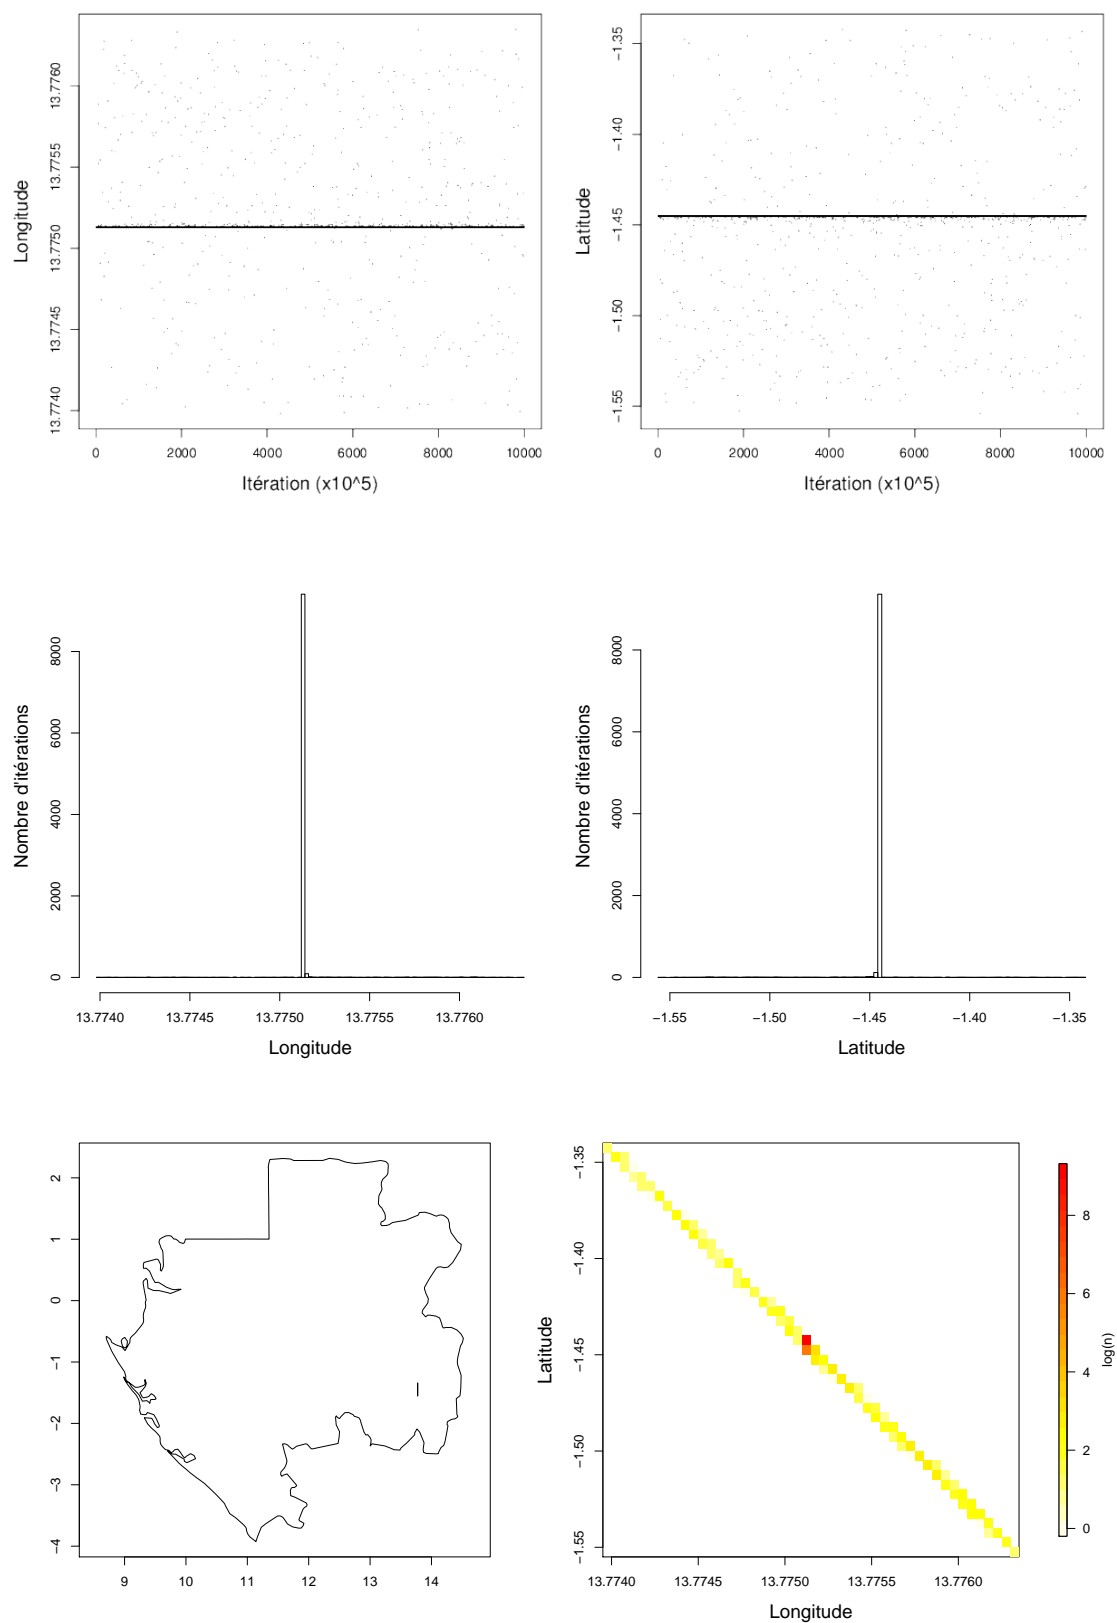 13.7740 13.7745 13.7750 13.7755 13.7760
Longitude
0 2000 4000 6000 8000 10000
Itération (x10^5)
−1.55 −1.50 −1.45 −1.40 −1.35
Latitude
0 2000 4000 6000 8000 10000
Itération (x10^5)
0 2000 4000 6000 8000
Nombre d'itérations
13.7740 13.7745 13.7750 13.7755 13.7760
Longitude
0 2000 4000 6000 8000
Nombre d'itérations
−1.55 −1.50 −1.45 −1.40 −1.35
Latitude
−4 −3 −2 −1 0 1 2
9 10 11 12 13 14
−1.55 −1.50 −1.45 −1.40 −1.35
Latitude
13.7740 13.7745 13.7750 13.7755 13.7760
Longitude
0 2 4 6 8
log(n)